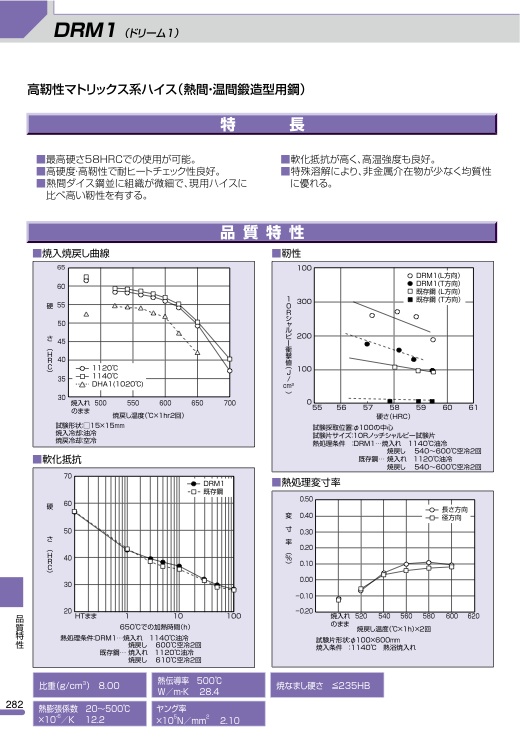 DRM1（ドリーム1）
高靭性マトリックス系ハイス（熱間・温間鍛造型用鋼）
特　長
■最高硬さ58HRCでの使用が可能。
■高硬度・高靭性で耐ヒートチェック性良好。
■熱間ダイス鋼並に組織が微細で、現用ハイスに
比べ高い靭性を有する。
■軟化抵抗が高く、高温強度も良好。
■特殊溶解により、非金属介在物が少なく均質性
に優れる。
品質特性
■焼入焼戻し曲線
硬さ（HRC）
65
60
55
50
45
40
35
30
1120℃
1140℃
DHA1(1020℃)
焼入れ 500 550 600 650 700
のまま
焼戻し温度(℃×1hr2回)
試験形状:□15×15mm
焼入冷却:油冷
焼戻冷却:空冷
■靭性
10Rシャルピー衝撃値（J／cm²）
100
300
200
100
0
DRM1(L方向)
DRM1(T方向)
既存鋼(L方向)
既存鋼(T方向)
55 56 57 58 59 60 61
硬さ(HRC)
試験採取位置:φ100の中心
試験片サイズ:10Rノッチシャルピー試験片
熱処理条件 :DRM1…焼入れ 1140℃油冷
焼戻し 540〜600℃空冷2回
既存鋼… 焼入れ 1120℃油冷
焼戻し 540〜600℃空冷2回
■軟化抵抗
硬さ（HRC）
70
60
50
40
30
20
DRM1
既存鋼
HTまま 1 10 100
650℃での加熱時間(h)
熱処理条件:DRM1…焼入れ 1140℃油冷
焼戻し 600℃空冷2回
既存鋼… 焼入れ 1120℃油冷
焼戻し 610℃空冷2回
■熱処理変寸率
変寸率（%）
0.50
0.40
0.30
0.20
0.10
0.00
−0.10
−0.20
長さ方向
径方向
焼入れ 520 540 560 580 600 620
のまま
焼戻し温度(℃×1h)×2回
試験片形状:φ100×600mm
焼入条件 :1140℃ 熱浴焼入れ
品質特性
282
比重(g/cm³) 8.00
熱伝導率 500℃
W／m・K 28.4
焼なまし硬さ ≦235HB
熱膨張係数 20〜500℃
×10⁻⁶／K 12.2
ヤング率
×10⁵N／mm² 2.10